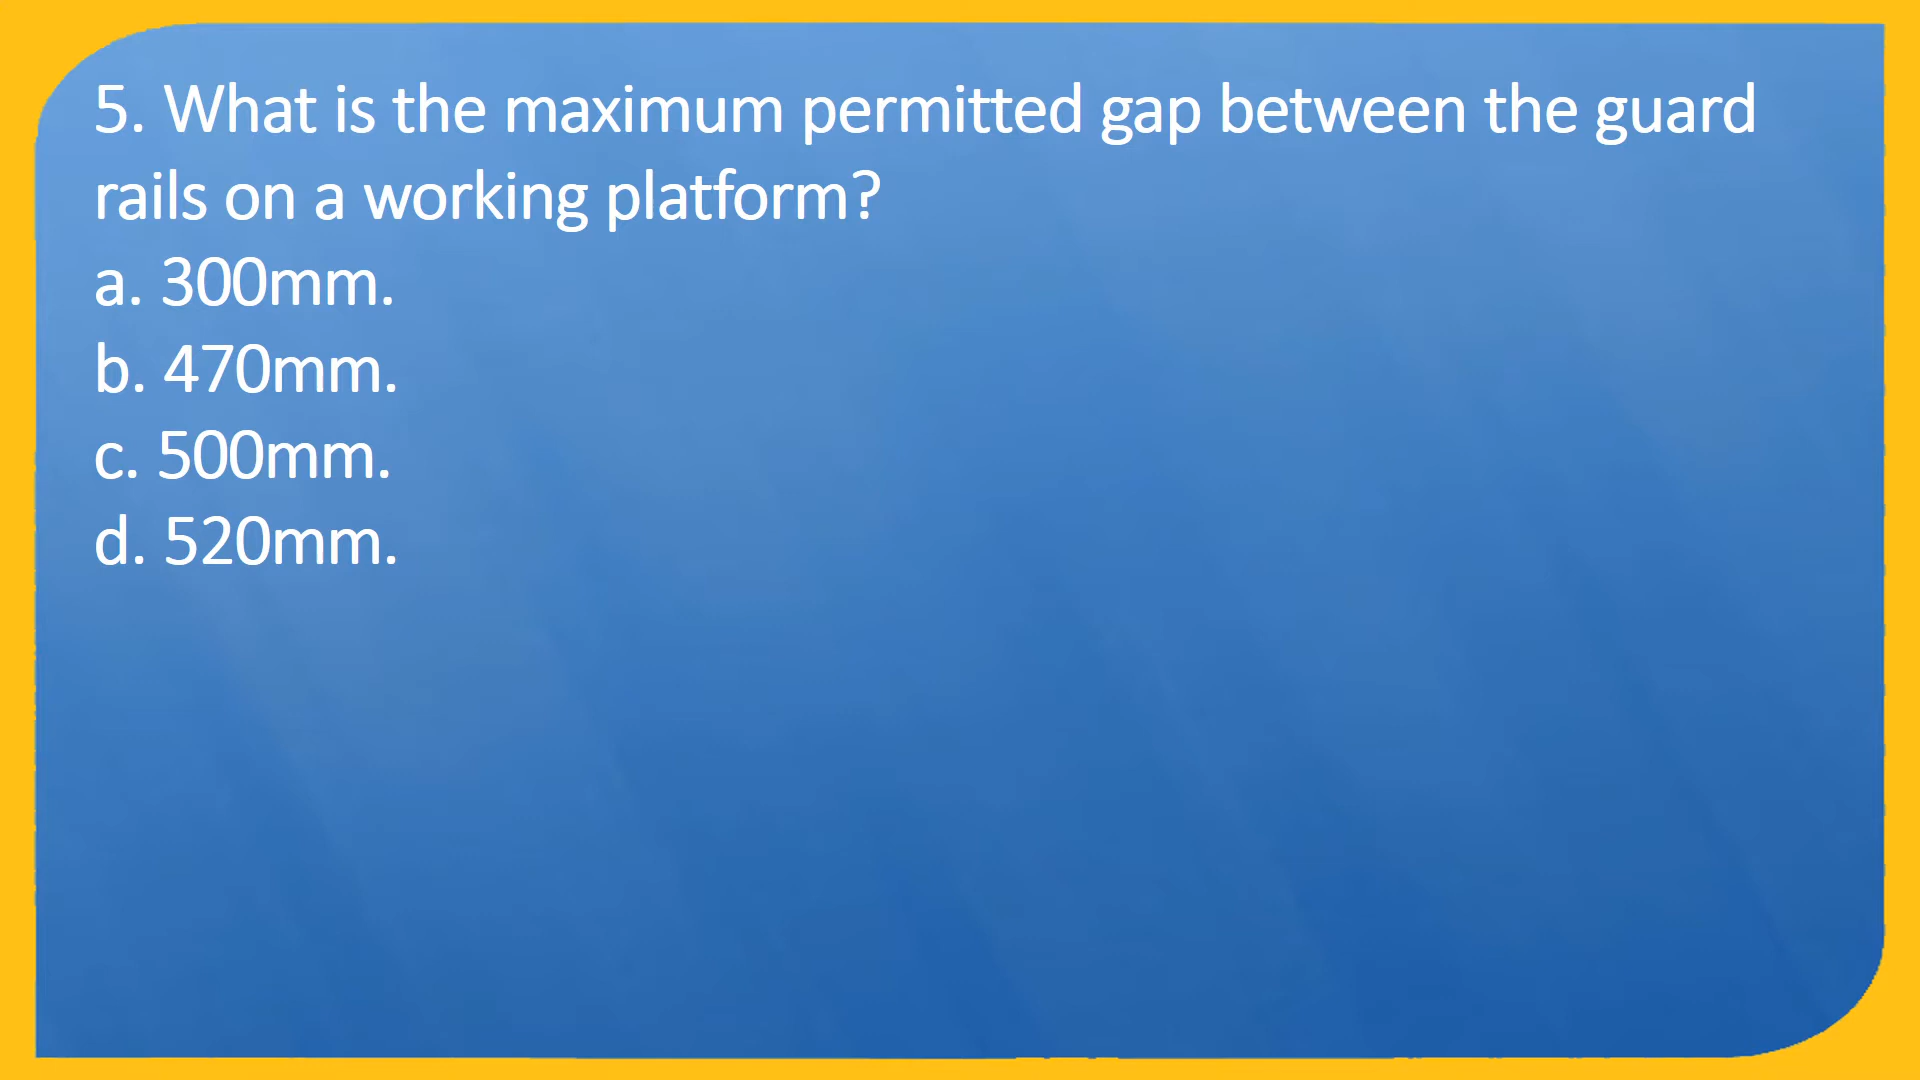 5. What is the maximum permitted gap between the guard
rails on a working platform?
a. 300mm.
b. 470mm.
c. 500mm.
d. 520mm.